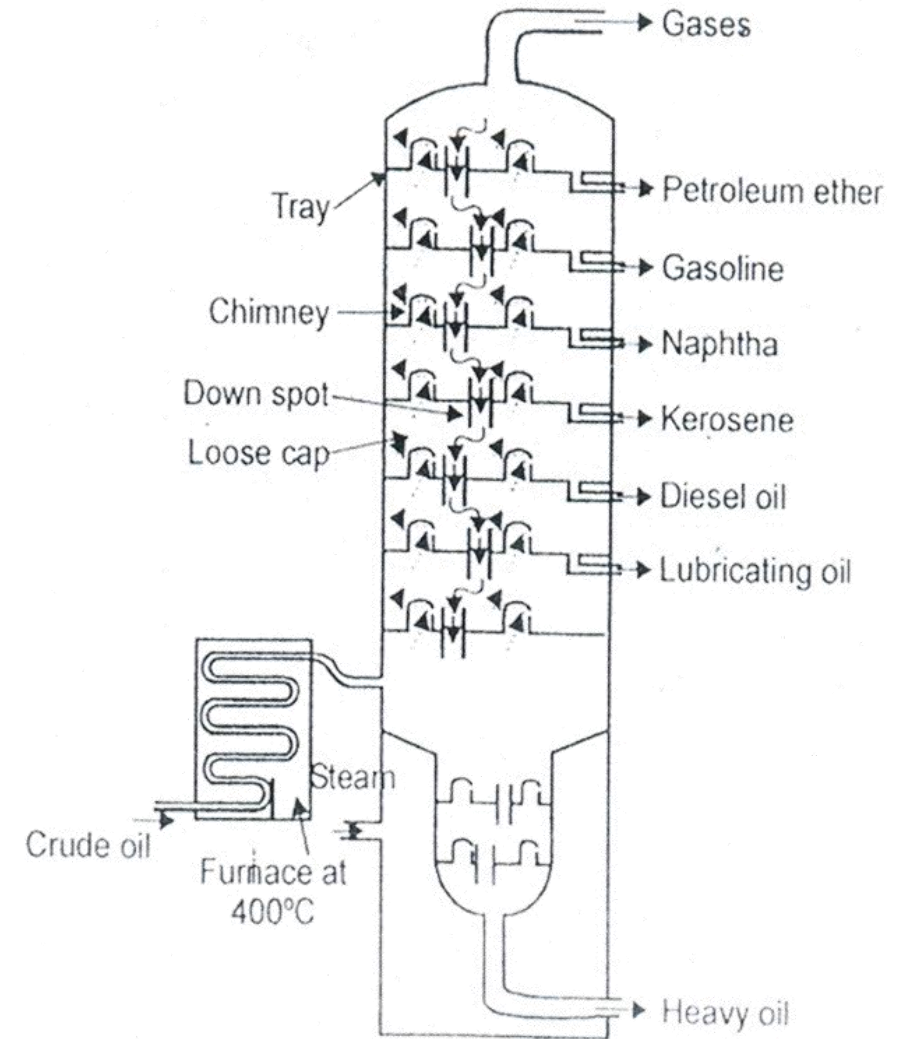 Gases
Petroleum ether
Tray
Gasoline
Chimney
Naphtha
Down spot
Kerosene
Loose cap
Diesel oil
Lubricating oil
Steam
Crude oil
Furnace at
400°C
Heavy oil